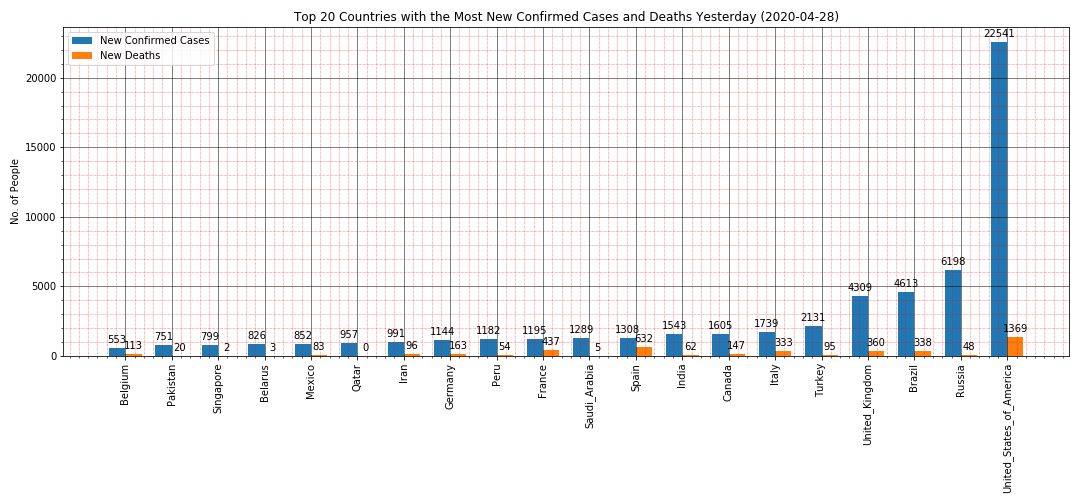 Top 20 Countries with the Most New Confirmed Cases and Deaths Yesterday (2020-04-28)
New Confirmed Cases
New Deaths
No. of People
20000
15000
10000
5000
0
553 113
751 20
799 2
826 3
852 83
957 0
991 96
1144 163
1182 54
1195 437
1289 5
1308 632
1543 62
1605 147
1739 333
2131 95
4309 360
4613 338
6198 48
22541 1369
Belgium
Pakistan
Singapore
Belarus
Mexico
Qatar
Iran
Germany
Peru
France
Saudi_Arabia
Spain
India
Canada
Italy
Turkey
United_Kingdom
Brazil
Russia
United_States_of_America